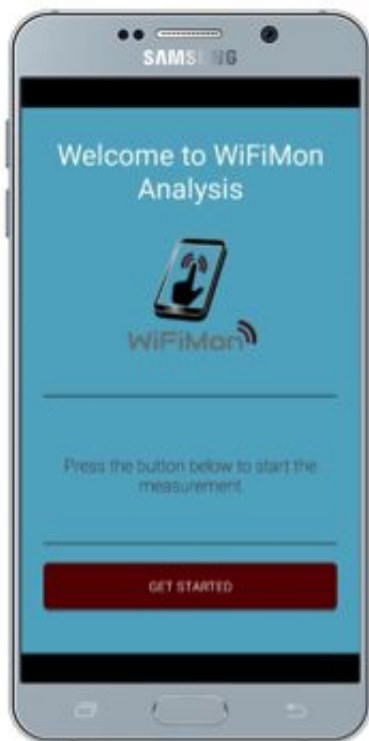 SAMSUNG
Welcome to WiFiMon
Analysis
WiFiMon
Press the button below to start the
measurement
GET STARTED